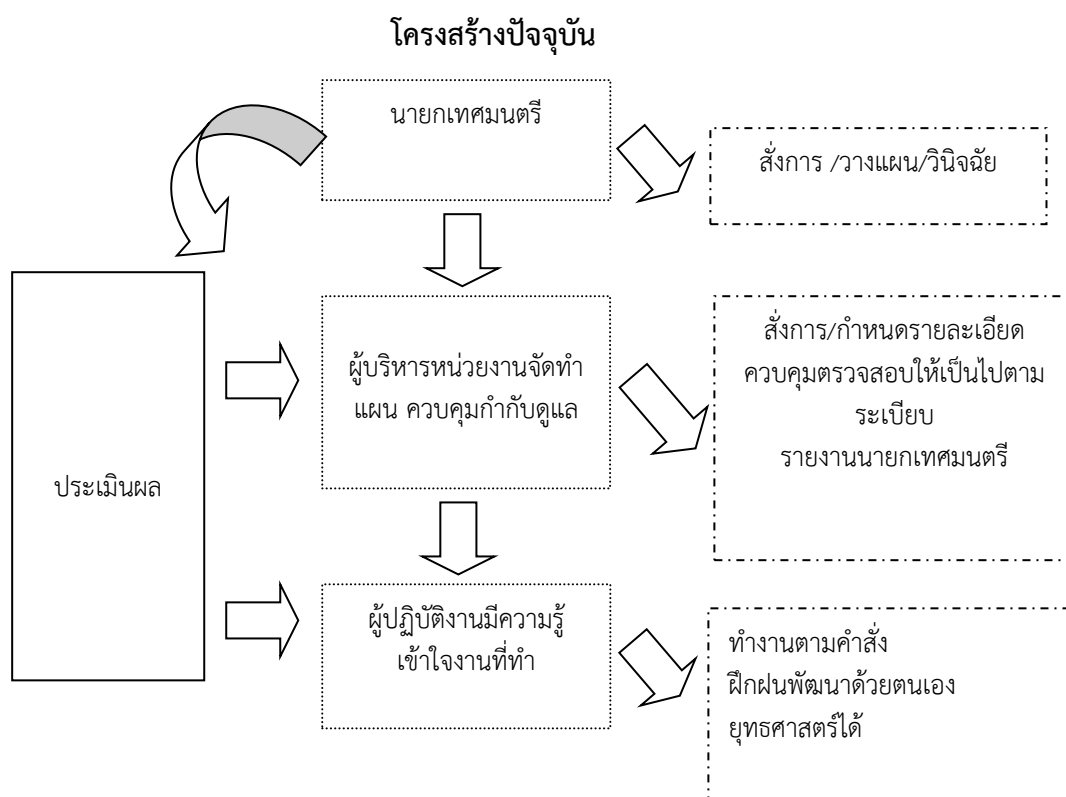 โครงสร้างปัจจุบัน
นายกเทศมนตรี
สั่งการ /วางแผน/วินิจฉัย
ผู้บริหารหน่วยงานจัดทำ
แผน ควบคุมกำกับดูแล
สั่งการ/กำหนดรายละเอียด
ควบคุมตรวจสอบให้เป็นไปตาม
ระเบียบ
รายงานนายกเทศมนตรี
ประเมินผล
ผู้ปฏิบัติงานมีความรู้
เข้าใจงานที่ทำ
ทำงานตามคำสั่ง
ฝึกฝนพัฒนาด้วยตนเอง
ยุทธศาสตร์ได้